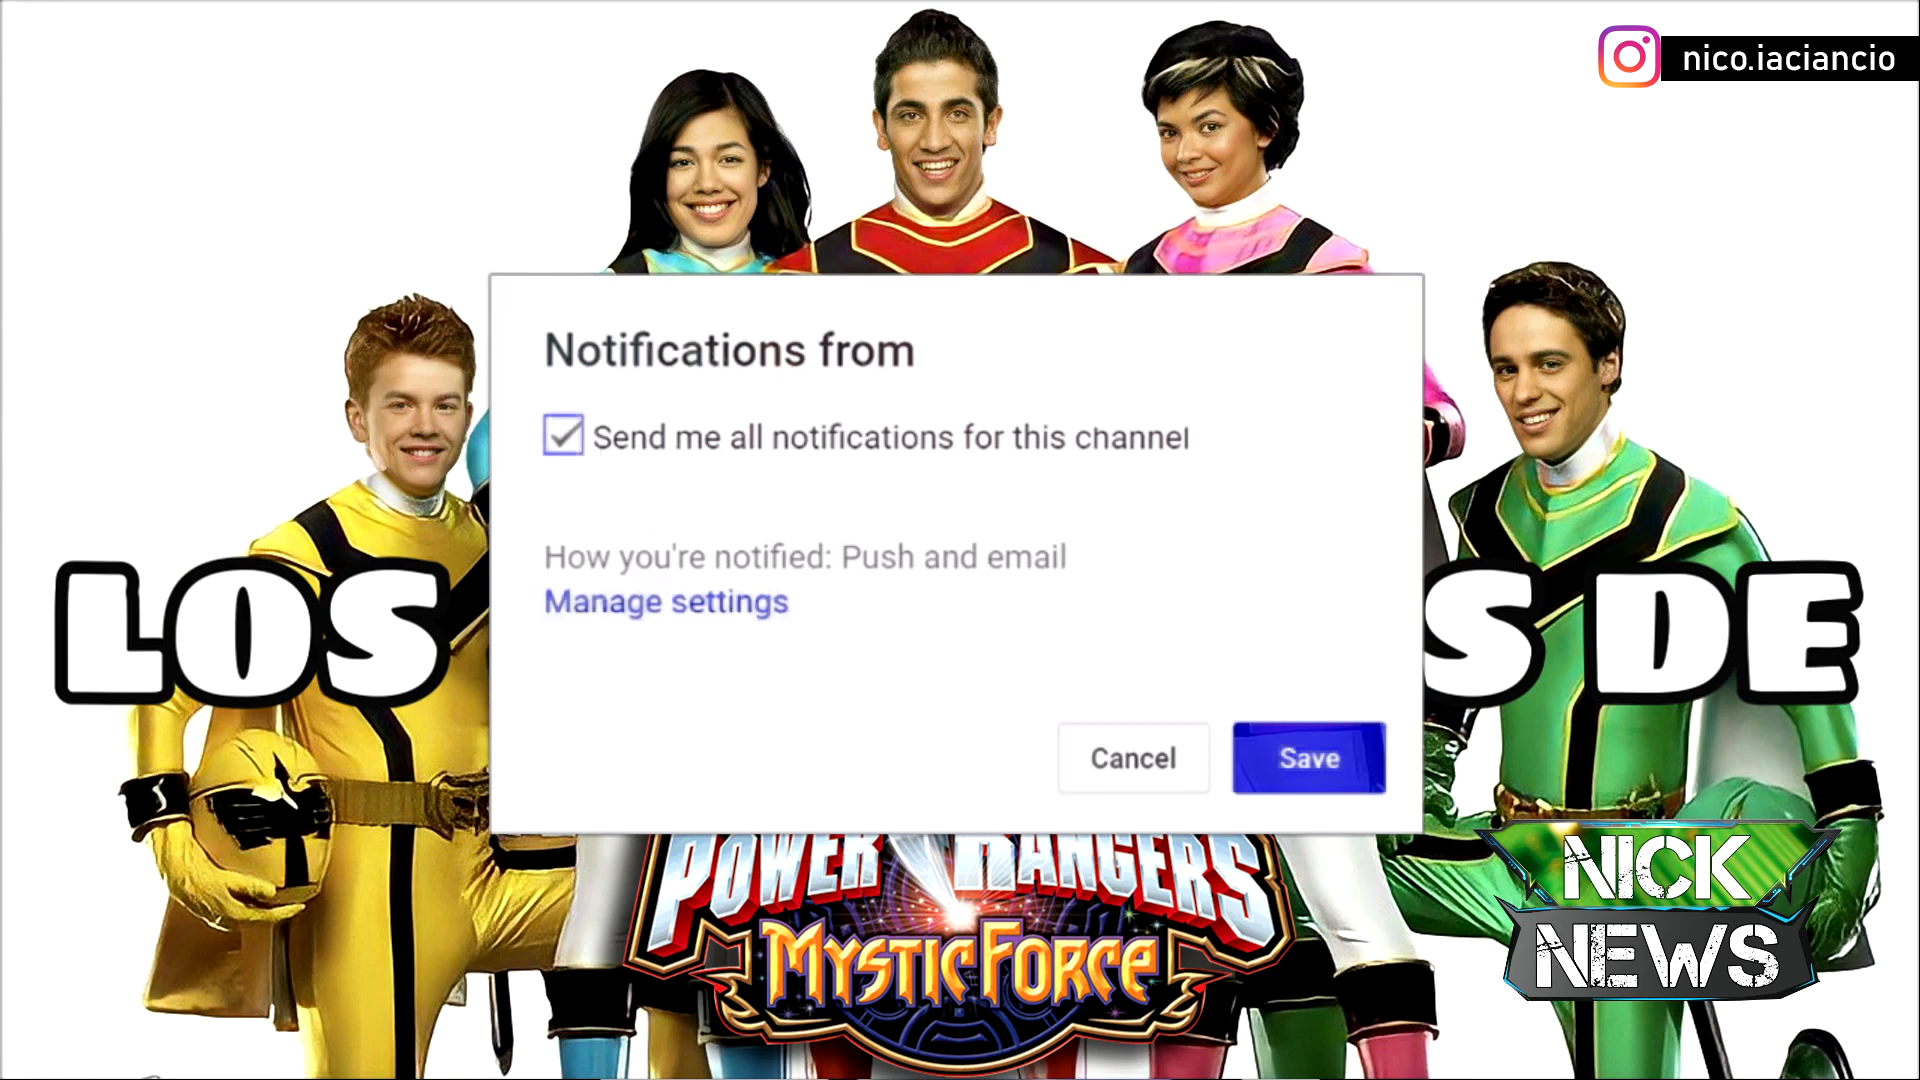 nico.iaciancio
Notifications from
Send me all notifications for this channel
How you're notified: Push and email
Manage settings
LOS
S DE
Cancel
Save
POWER RANGERS
MYSTIC FORCE
NICK
NEWS